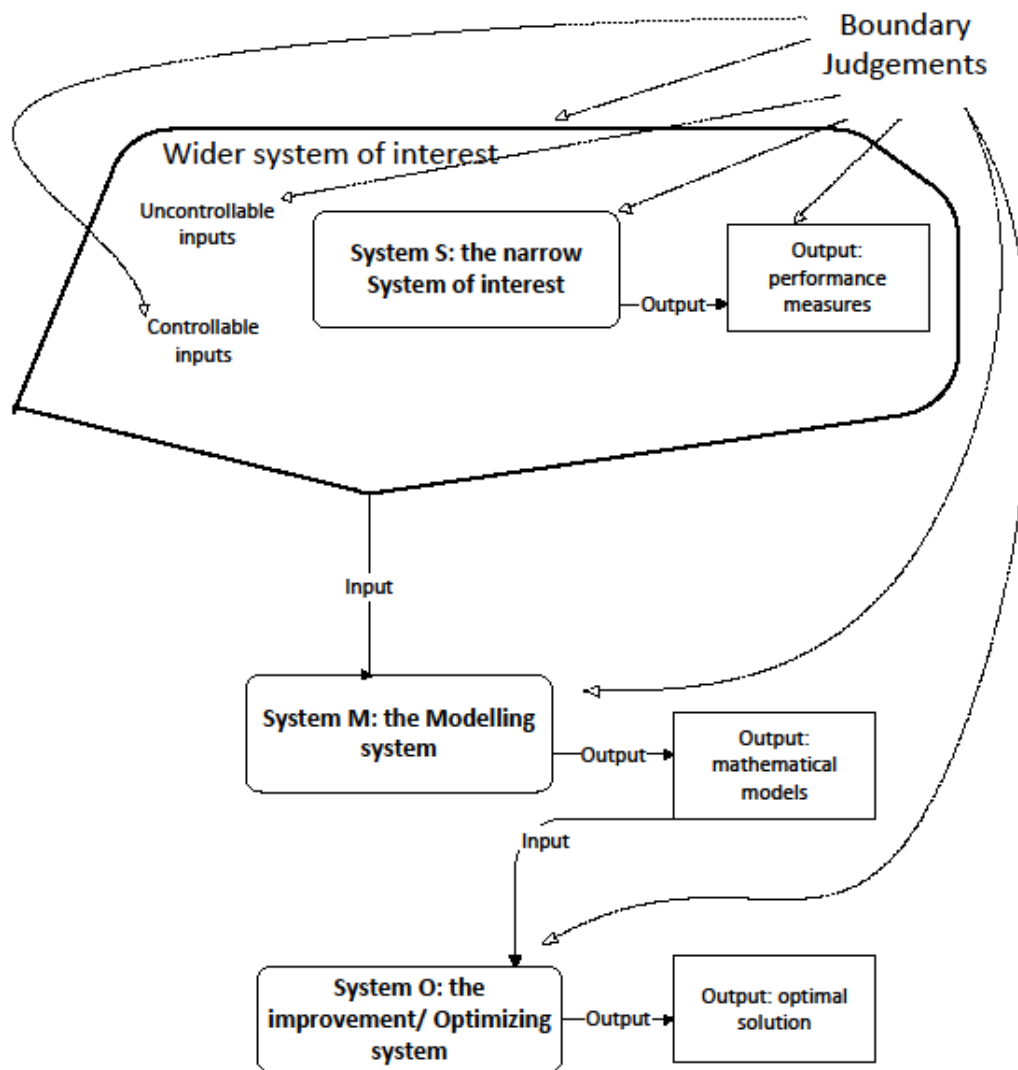 Boundary
Judgements
Wider system of interest
Uncontrollable
inputs
System S: the narrow
System of interest
Output:
performance
measures
Output
Controllable
inputs
Input
System M: the Modelling
system
Output
Output:
mathematical
models
Input
System O: the
improvement/ Optimizing
system
Output
Output: optimal
solution